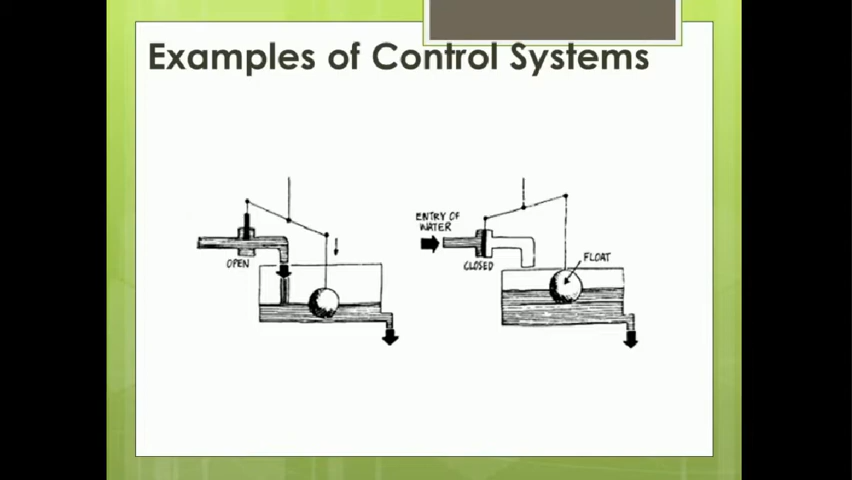 Examples of Control Systems
ENTRY OF
WATER
OPEN
CLOSED
FLOAT